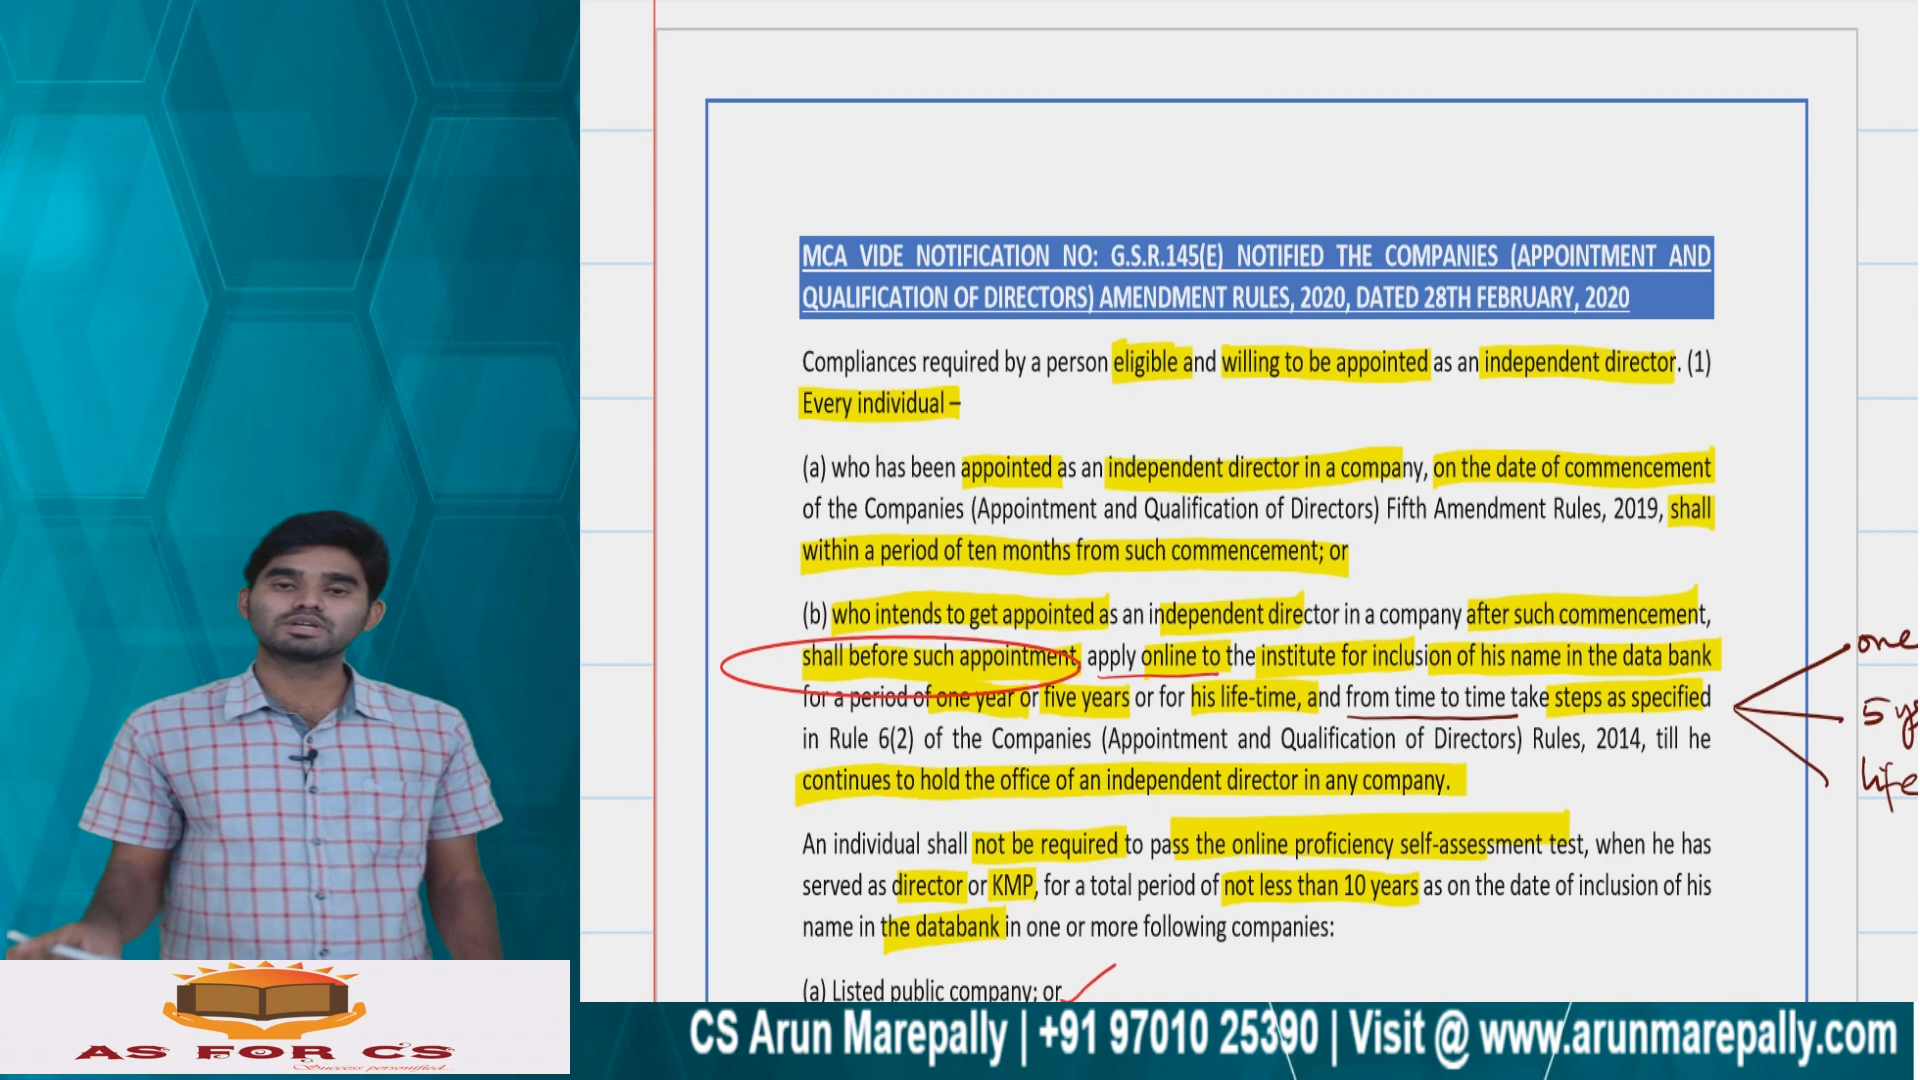 MCA VIDE NOTIFICATION NO: G.S.R.145(E) NOTIFIED THE COMPANIES (APPOINTMENT AND
QUALIFICATION OF DIRECTORS) AMENDMENT RULES, 2020, DATED 28TH FEBRUARY, 2020
Compliances required by a person eligible and willing to be appointed as an independent director. (1)
Every individual –
(a) who has been appointed as an independent director in a company, on the date of commencement
of the Companies (Appointment and Qualification of Directors) Fifth Amendment Rules, 2019, shall
within a period of ten months from such commencement; or
(b) who intends to get appointed as an independent director in a company after such commencement,
shall before such appointment, apply online to the institute for inclusion of his name in the data bank
for a period of one year or five years or for his life-time, and from time to time take steps as specified
in Rule 6(2) of the Companies (Appointment and Qualification of Directors) Rules, 2014, till he
continues to hold the office of an independent director in any company.
one
5 ye
life
An individual shall not be required to pass the online proficiency self-assessment test, when he has
served as director or KMP, for a total period of not less than 10 years as on the date of inclusion of his
name in the databank in one or more following companies:
(a) Listed public company; or
AS FOR CS
Success personified...
CS Arun Marepally | +91 97010 25390 | Visit @ www.arunmarepally.com